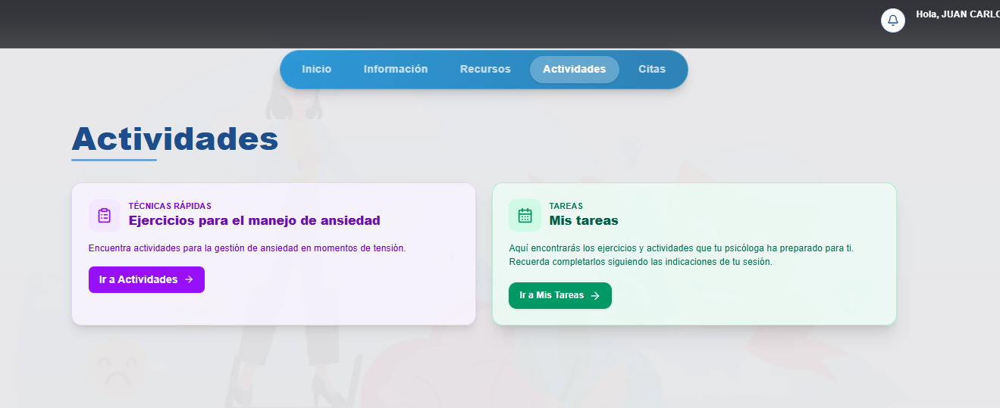 Hola, JUAN CARLO
Inicio
Información
Recursos
Actividades
Citas
Actividades
TÉCNICAS RÁPIDAS
Ejercicios para el manejo de ansiedad
Encuentra actividades para la gestión de ansiedad en momentos de tensión.
Ir a Actividades
TAREAS
Mis tareas
Aquí encontrarás los ejercicios y actividades que tu psicóloga ha preparado para ti.
Recuerda completarlos siguiendo las indicaciones de tu sesión.
Ir a Mis Tareas